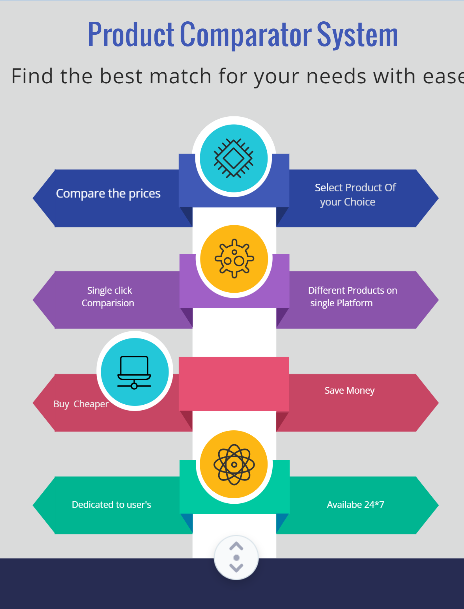 Product Comparator System
Find the best match for your needs with ease
Compare the prices
Select Product Of
your Choice
Single click
Comparision
Different Products on
single Platform
Buy Cheaper
Save Money
Dedicated to user's
Availabe 24*7